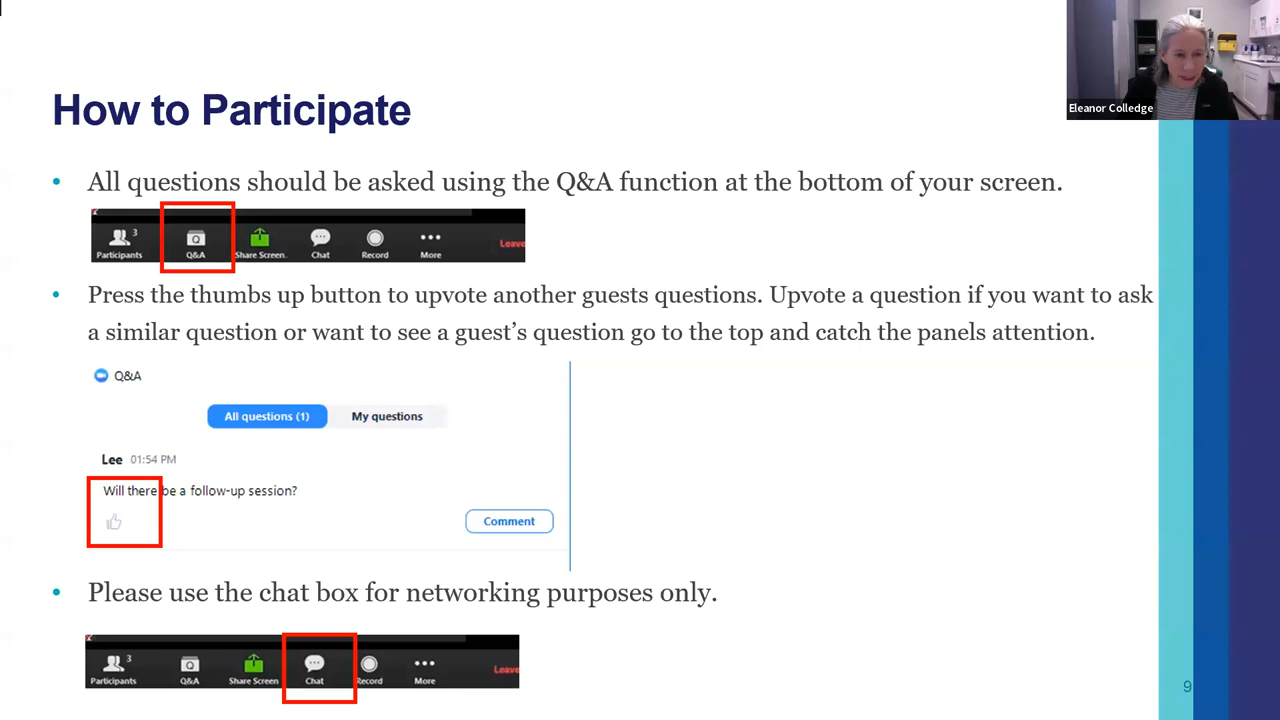 Eleanor Colledge
How to Participate
• All questions should be asked using the Q&A function at the bottom of your screen.
Participants 3 Q&A Share Screen Chat Record More Leave
• Press the thumbs up button to upvote another guests questions. Upvote a question if you want to ask
a similar question or want to see a guest’s question go to the top and catch the panels attention.
Q&A
All questions (1) My questions
Lee 01:54 PM
Will there be a follow-up session?
Comment
• Please use the chat box for networking purposes only.
Participants 3 Q&A Share Screen Chat Record More Leave
9